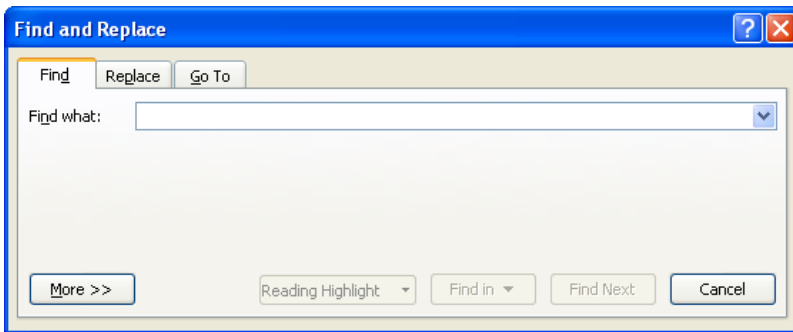 Find and Replace
Find Replace Go To
Find what:
More >> Reading Highlight Find in Find Next Cancel